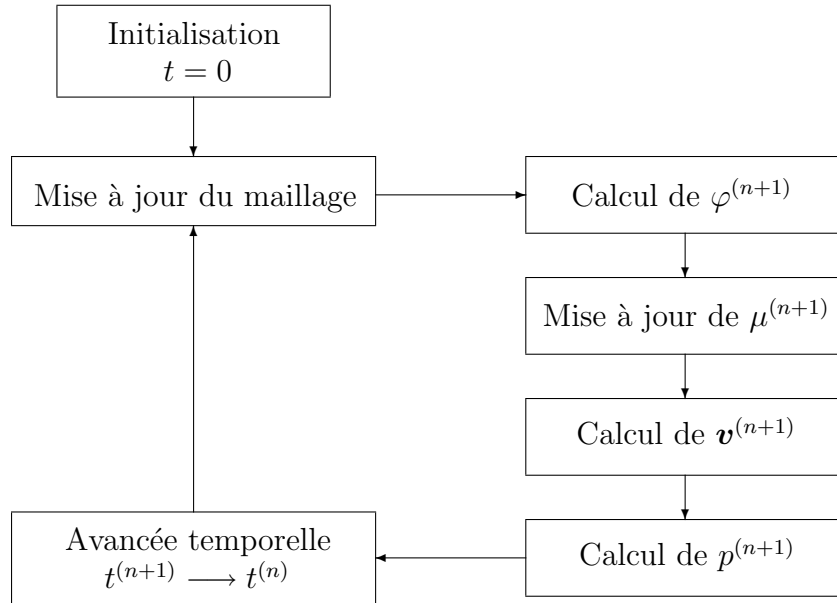 Initialisation
t = 0
Mise à jour du maillage
Calcul de φ^(n+1)
Mise à jour de μ^(n+1)
Calcul de v^(n+1)
Calcul de p^(n+1)
Avancée temporelle
t^(n+1) ⟶ t^(n)